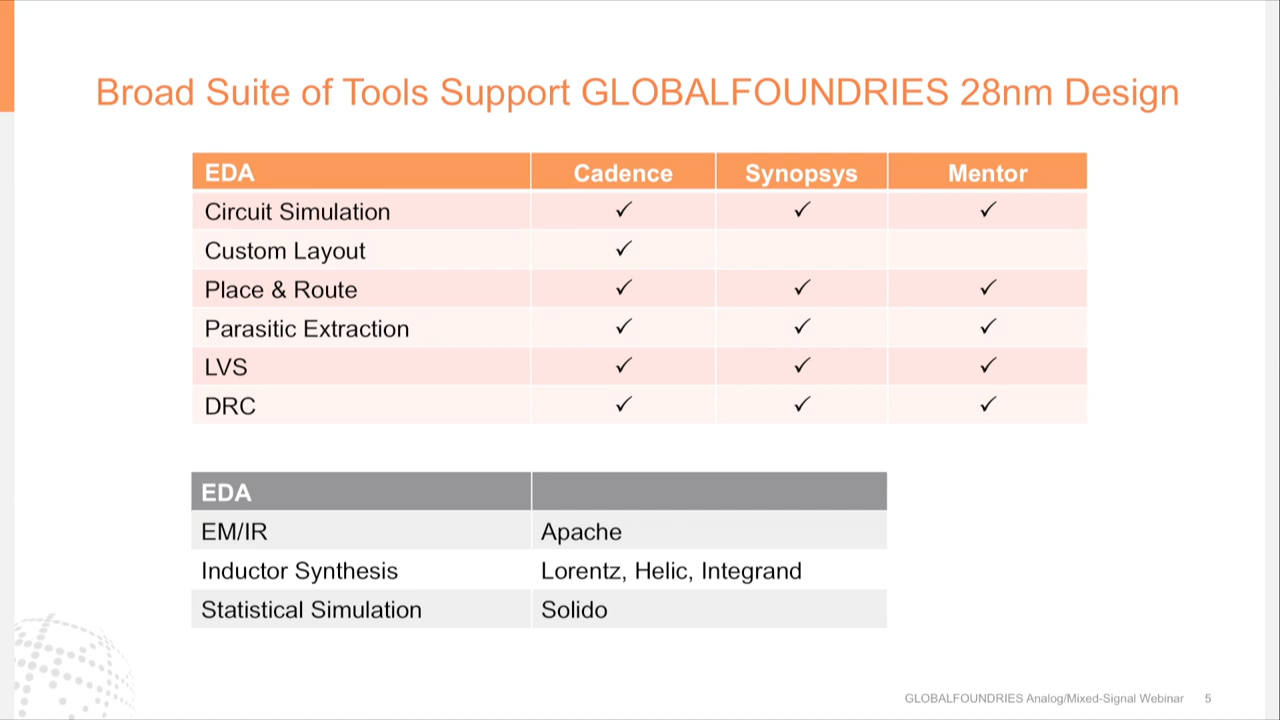 Broad Suite of Tools Support GLOBALFOUNDRIES 28nm Design
EDA Cadence Synopsys Mentor
Circuit Simulation ✓ ✓ ✓
Custom Layout ✓
Place & Route ✓ ✓ ✓
Parasitic Extraction ✓ ✓ ✓
LVS ✓ ✓ ✓
DRC ✓ ✓ ✓
EDA
EM/IR Apache
Inductor Synthesis Lorentz, Helic, Integrand
Statistical Simulation Solido
GLOBALFOUNDRIES Analog/Mixed-Signal Webinar 5